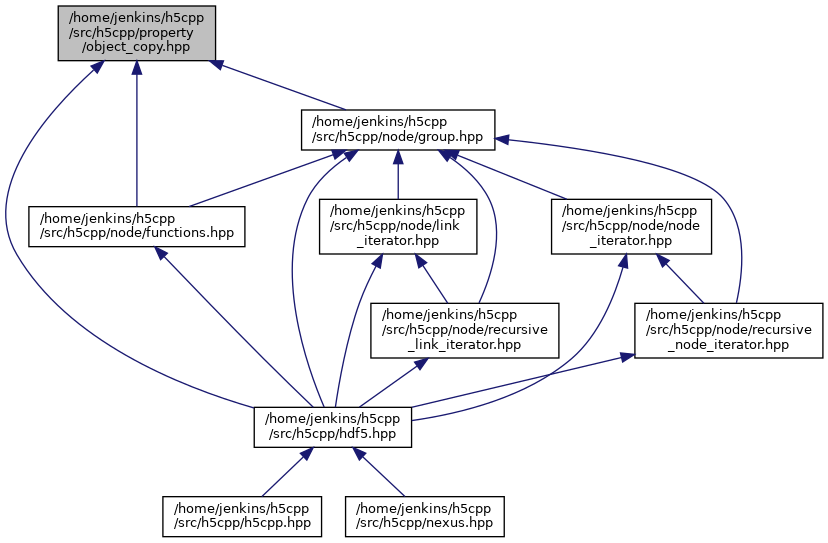 /home/jenkins/h5cpp
/src/h5cpp/property
/object_copy.hpp
/home/jenkins/h5cpp
/src/h5cpp/node/group.hpp
/home/jenkins/h5cpp
/src/h5cpp/node/functions.hpp
/home/jenkins/h5cpp
/src/h5cpp/node/link
_iterator.hpp
/home/jenkins/h5cpp
/src/h5cpp/node/node
_iterator.hpp
/home/jenkins/h5cpp
/src/h5cpp/node/recursive
_link_iterator.hpp
/home/jenkins/h5cpp
/src/h5cpp/node/recursive
_node_iterator.hpp
/home/jenkins/h5cpp
/src/h5cpp/hdf5.hpp
/home/jenkins/h5cpp
/src/h5cpp/h5cpp.hpp
/home/jenkins/h5cpp
/src/h5cpp/nexus.hpp